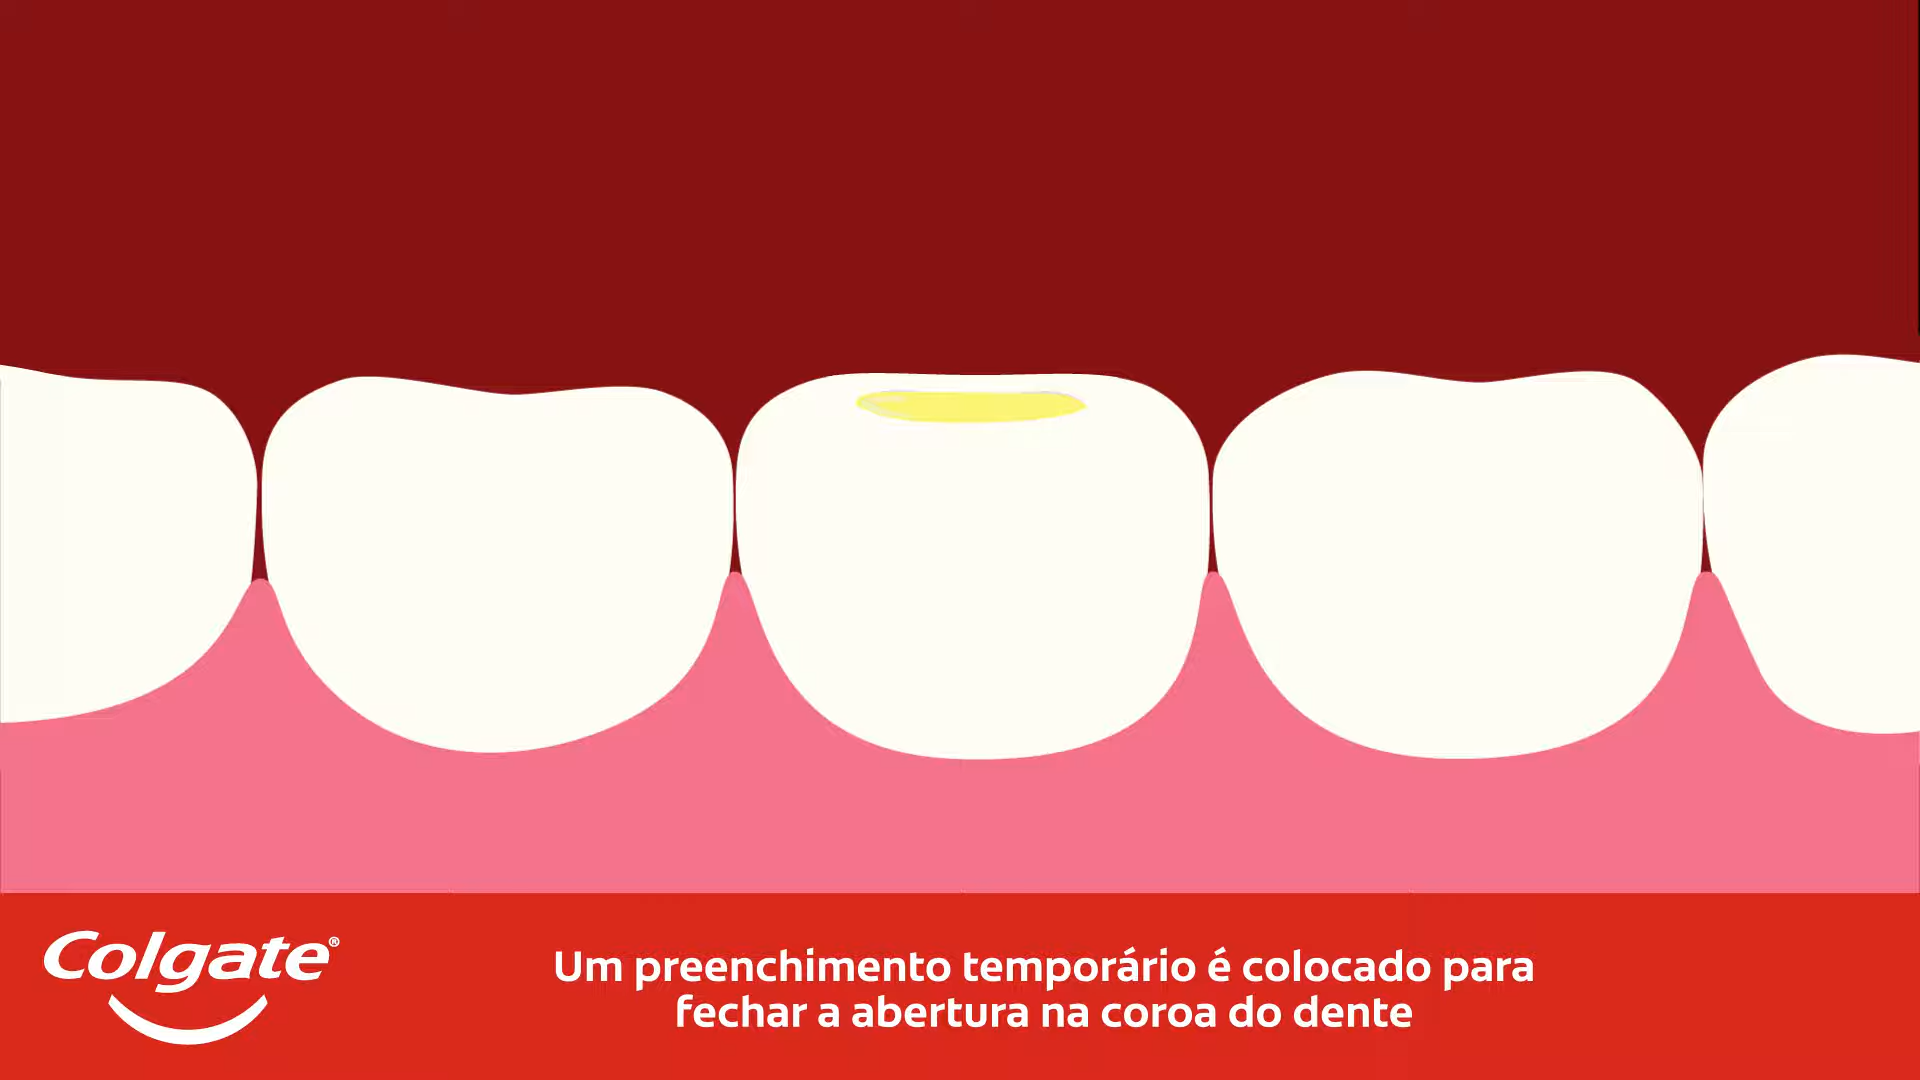 Colgate®
Um preenchimento temporário é colocado para
fechar a abertura na coroa do dente